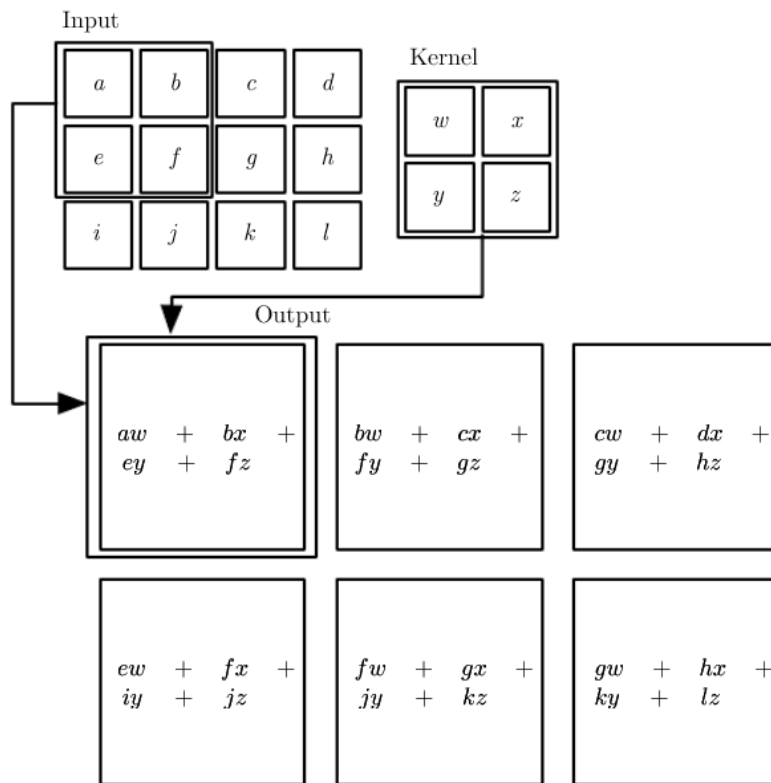 Input
Kernel
a b c d
w x
e f g h
y z
i j k l
Output
aw + bx +
ey + fz
bw + cx +
fy + gz
cw + dx +
gy + hz
ew + fx +
iy + jz
fw + gx +
jy + kz
gw + hx +
ky + lz